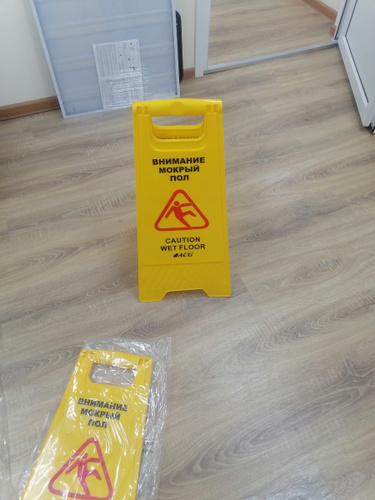 ВНИМАНИЕ
МОКРЫЙ
ПОЛ
CAUTION
WET FLOOR
ACG
ВНИМАНИЕ
МОКРЫЙ
ПОЛ